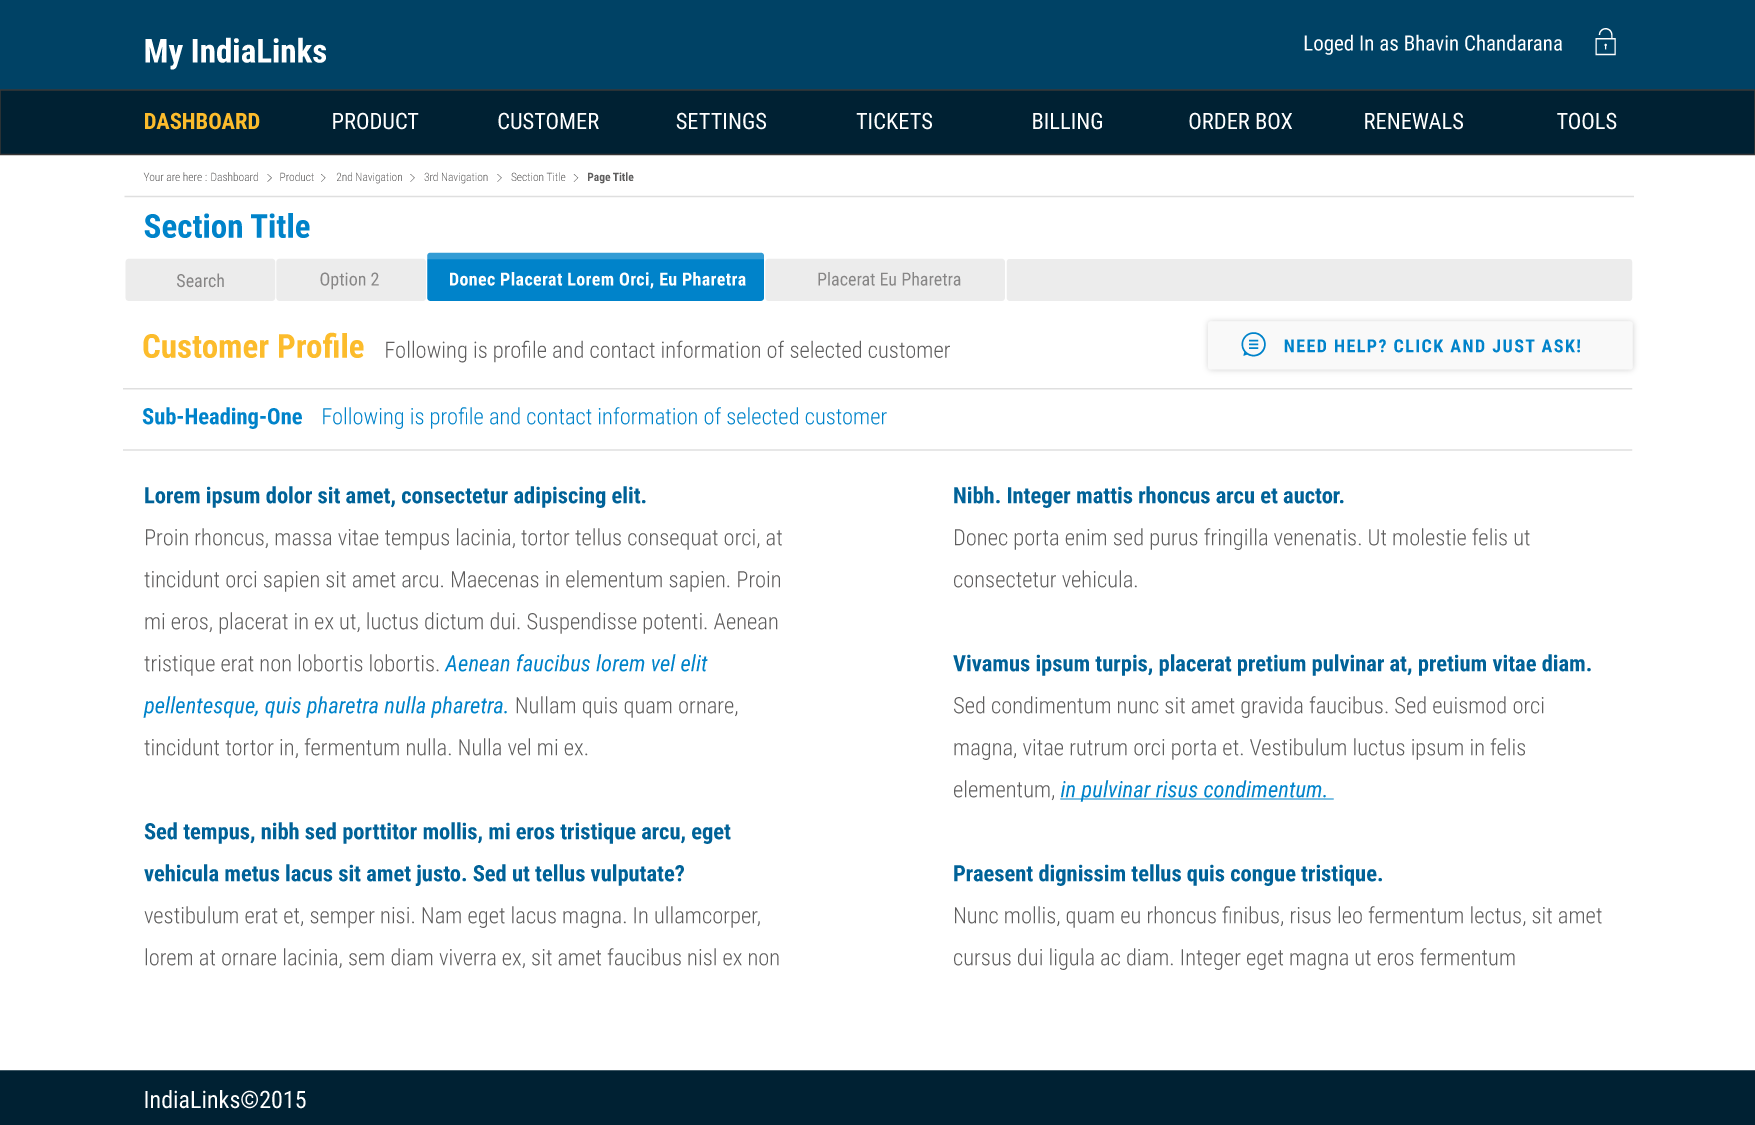 My IndiaLinks
Loged In as Bhavin Chandarana
DASHBOARD PRODUCT CUSTOMER SETTINGS TICKETS BILLING ORDER BOX RENEWALS TOOLS
Your are here : Dashboard > Product > 2nd Navigation > 3rd Navigation > Section Title > Page Title
Section Title
Search Option 2 Donec Placerat Lorem Orci, Eu Pharetra Placerat Eu Pharetra
Customer Profile Following is profile and contact information of selected customer
NEED HELP? CLICK AND JUST ASK!
Sub-Heading-One Following is profile and contact information of selected customer
Lorem ipsum dolor sit amet, consectetur adipiscing elit.
Proin rhoncus, massa vitae tempus lacinia, tortor tellus consequat orci, at
tincidunt orci sapien sit amet arcu. Maecenas in elementum sapien. Proin
mi eros, placerat in ex ut, luctus dictum dui. Suspendisse potenti. Aenean
tristique erat non lobortis lobortis. Aenean faucibus lorem vel elit
pellentesque, quis pharetra nulla pharetra. Nullam quis quam ornare,
tincidunt tortor in, fermentum nulla. Nulla vel mi ex.
Sed tempus, nibh sed porttitor mollis, mi eros tristique arcu, eget
vehicula metus lacus sit amet justo. Sed ut tellus vulputate?
vestibulum erat et, semper nisi. Nam eget lacus magna. In ullamcorper,
lorem at ornare lacinia, sem diam viverra ex, sit amet faucibus nisl ex non
Nibh. Integer mattis rhoncus arcu et auctor.
Donec porta enim sed purus fringilla venenatis. Ut molestie felis ut
consectetur vehicula.
Vivamus ipsum turpis, placerat pretium pulvinar at, pretium vitae diam.
Sed condimentum nunc sit amet gravida faucibus. Sed euismod orci
magna, vitae rutrum orci porta et. Vestibulum luctus ipsum in felis
elementum, in pulvinar risus condimentum.
Praesent dignissim tellus quis congue tristique.
Nunc mollis, quam eu rhoncus finibus, risus leo fermentum lectus, sit amet
cursus dui ligula ac diam. Integer eget magna ut eros fermentum
IndiaLinks©2015